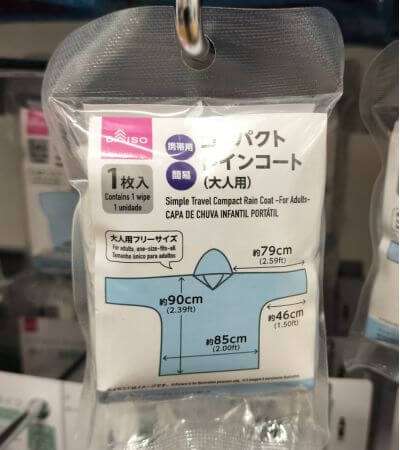 DAISO
携帯用
簡易
コンパクト
レインコート
(大人用)
1枚入
Contains 1 wipe
1 unidade
Simple Travel Compact Rain Coat -For Adults-
CAPA DE CHUVA INFANTIL PORTÁTIL
大人用フリーサイズ
For adults, one-size-fits-all
Tamanho único para adultos
約79cm
(2.59ft)
約90cm
(2.39ft)
約46cm
(1.50ft)
約85cm
(2.00ft)